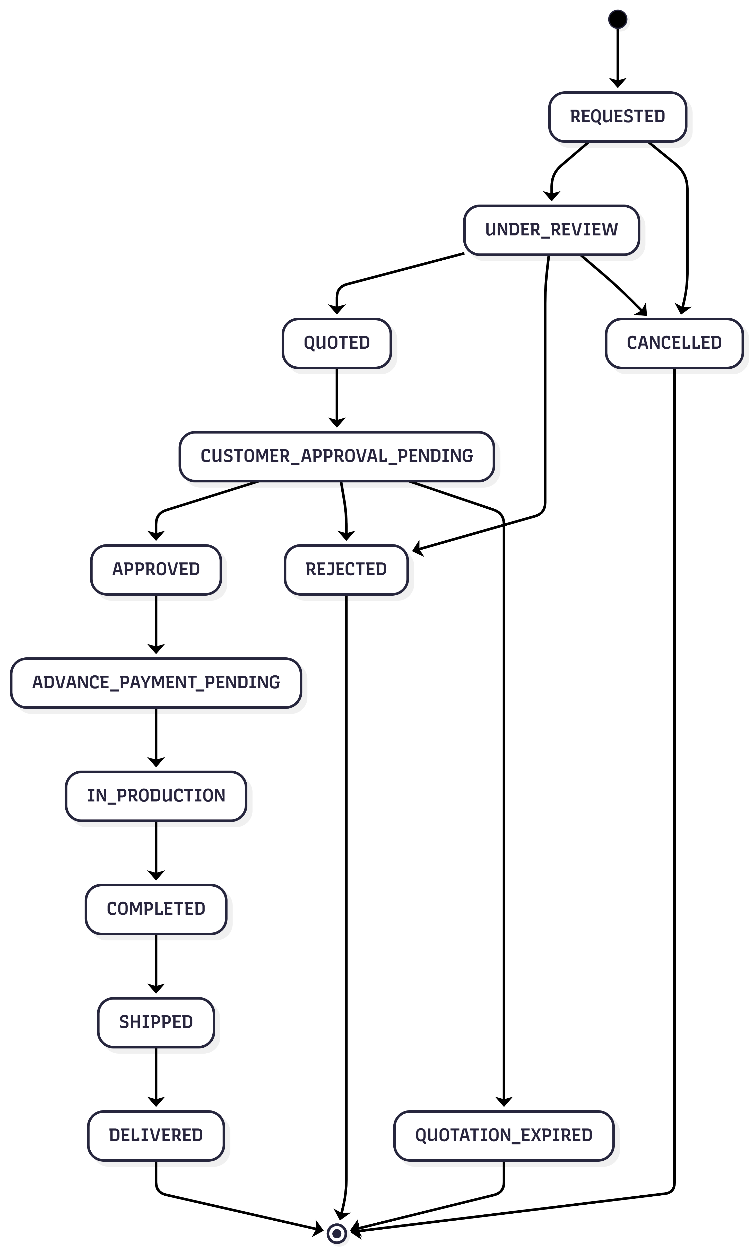 REQUESTED
UNDER_REVIEW
QUOTED
CANCELLED
CUSTOMER_APPROVAL_PENDING
APPROVED
REJECTED
ADVANCE_PAYMENT_PENDING
IN_PRODUCTION
COMPLETED
SHIPPED
DELIVERED
QUOTATION_EXPIRED